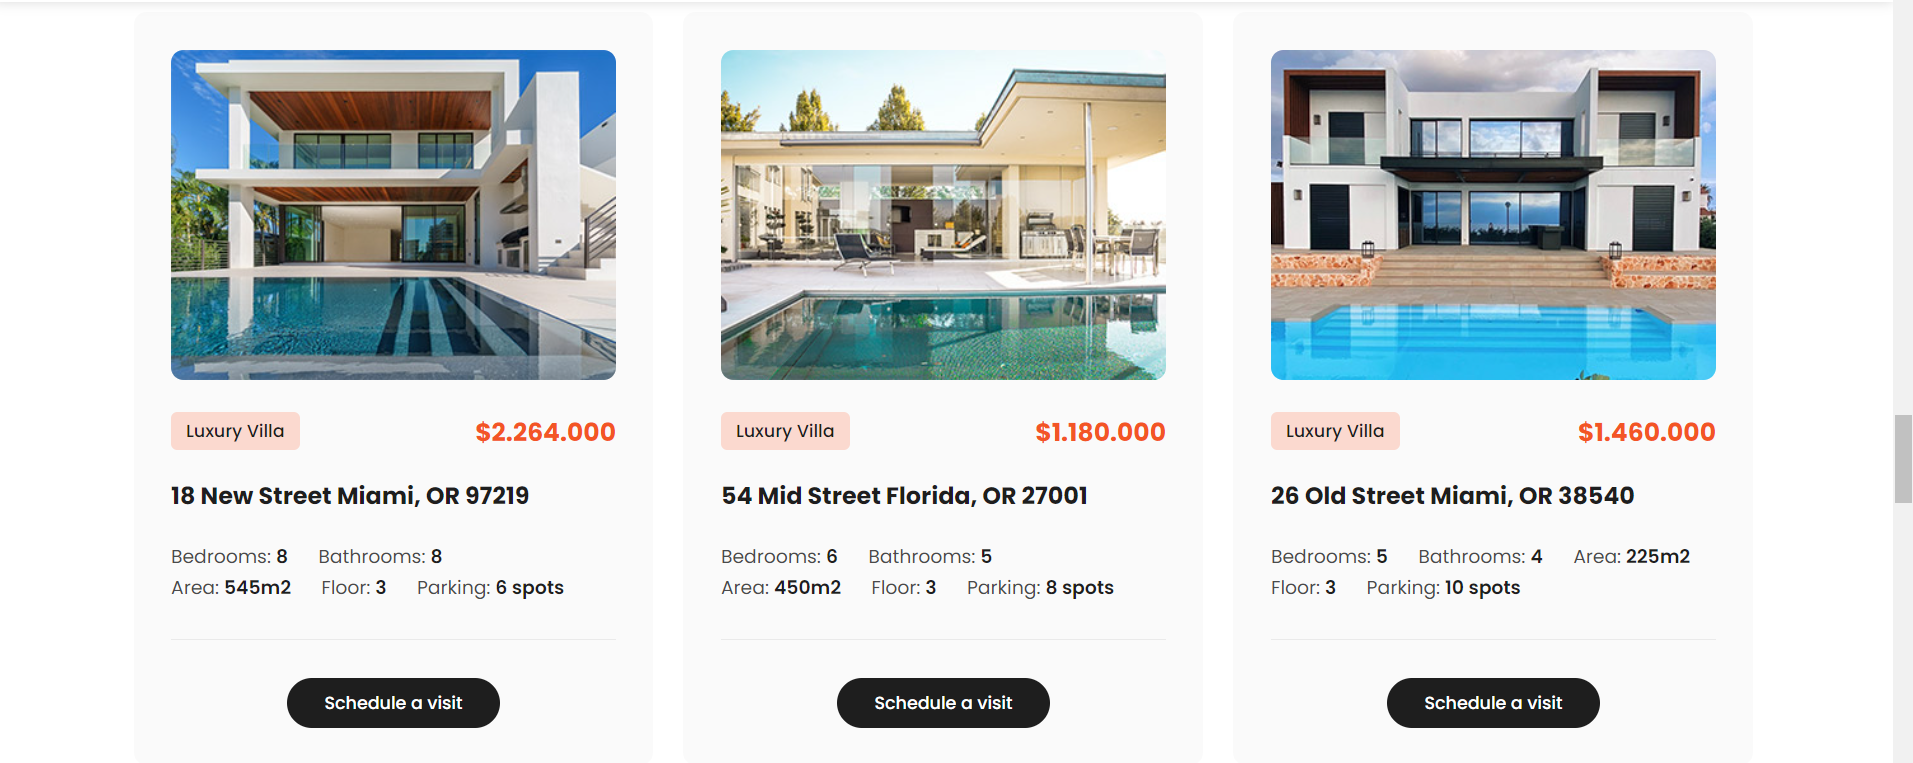 Luxury Villa $2.264.000
18 New Street Miami, OR 97219
Bedrooms: 8 Bathrooms: 8
Area: 545m2 Floor: 3 Parking: 6 spots
Schedule a visit
Luxury Villa $1.180.000
54 Mid Street Florida, OR 27001
Bedrooms: 6 Bathrooms: 5
Area: 450m2 Floor: 3 Parking: 8 spots
Schedule a visit
Luxury Villa $1.460.000
26 Old Street Miami, OR 38540
Bedrooms: 5 Bathrooms: 4 Area: 225m2
Floor: 3 Parking: 10 spots
Schedule a visit